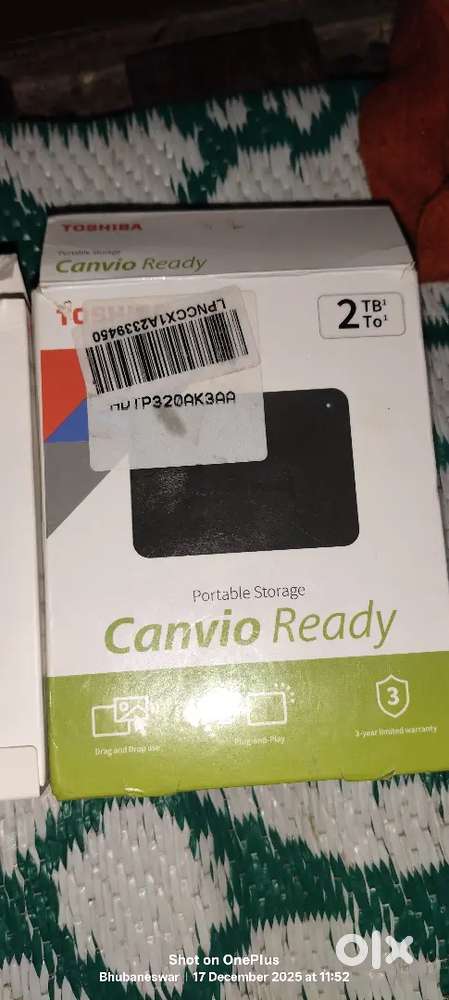 TOSHIBA
Portable Storage
Canvio Ready
LPNCCX1A2339450
2 TB¹
To¹
HDTP320AK3AA
Portable Storage
Canvio Ready
Drag and Drop use
Plug-and-Play
3
3-year limited warranty
Shot on OnePlus
Bhubaneswar | 17 December 2025 at 11:52
olx